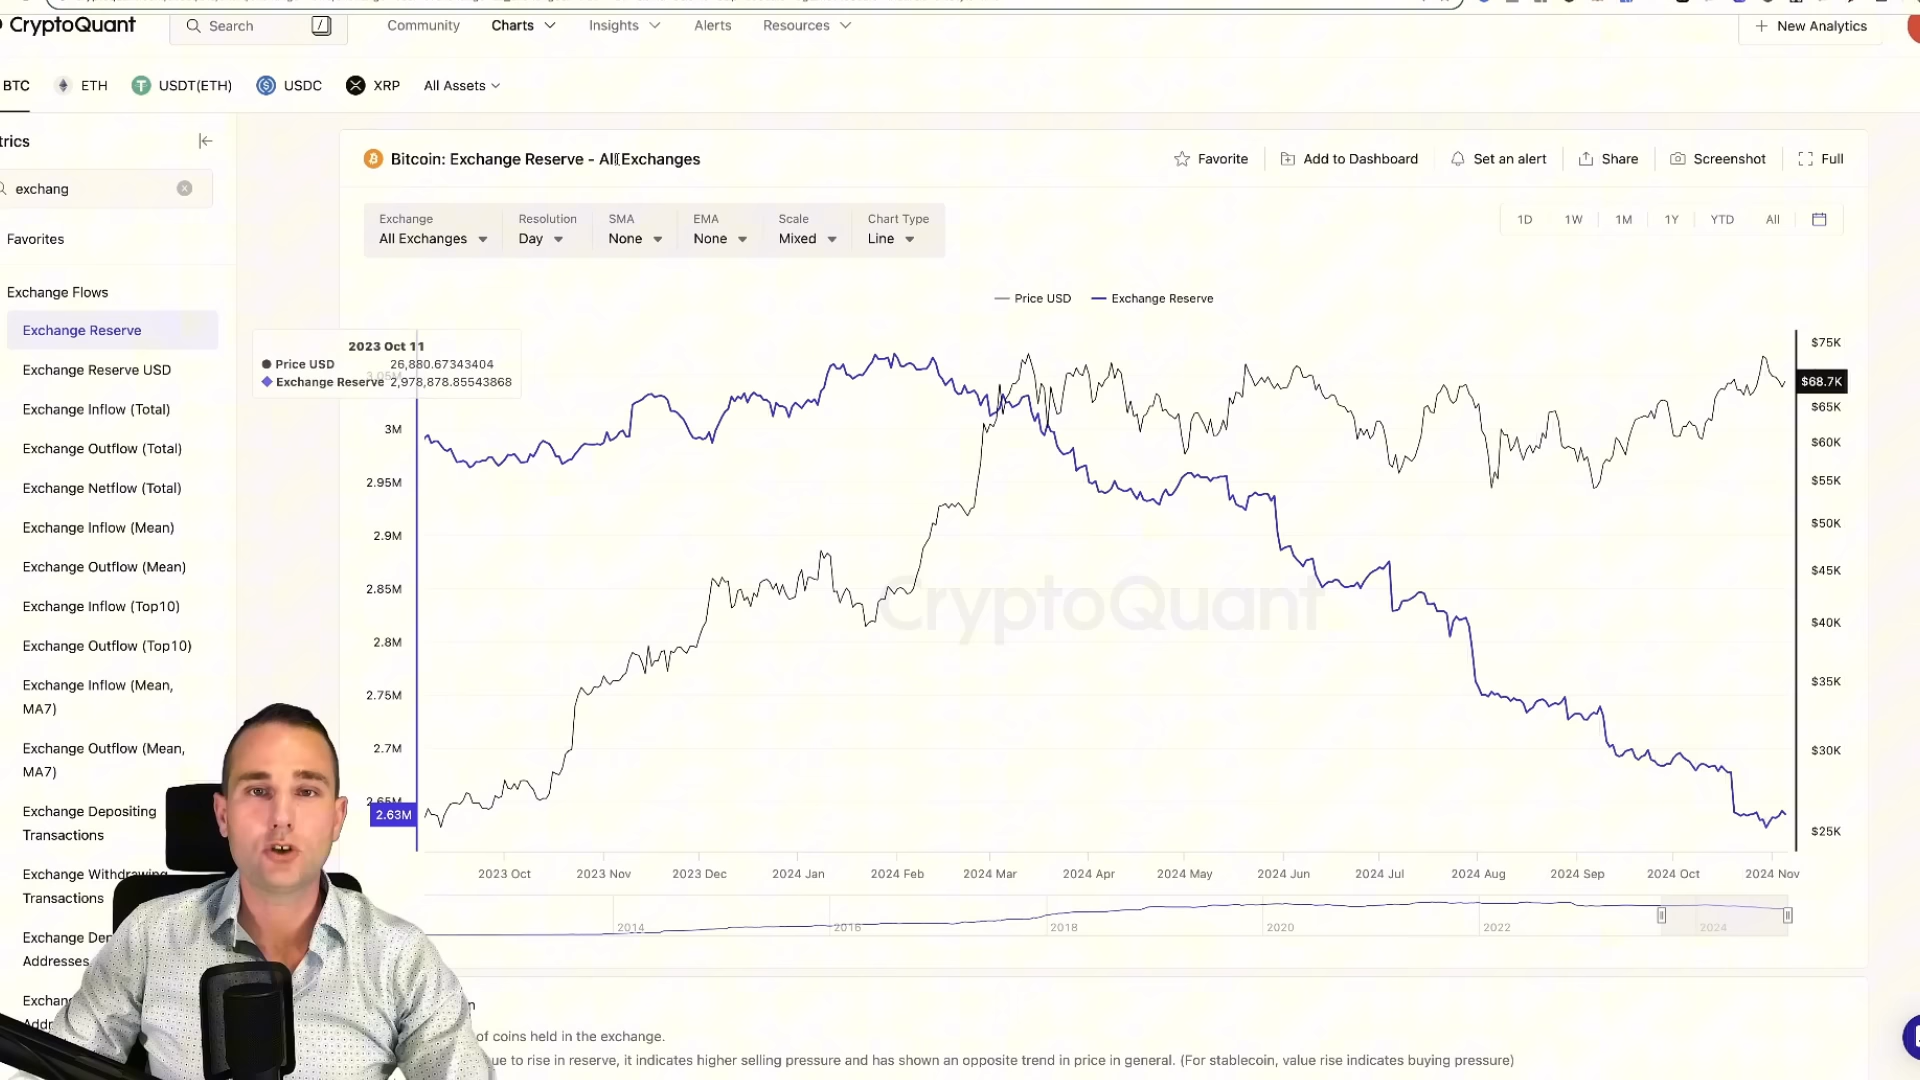 CryptoQuant
Search
/
Community
Charts
Insights
Alerts
Resources
New Analytics
BTC
ETH
USDT(ETH)
USDC
XRP
All Assets
trics
exchang
Favorites
Exchange Flows
Exchange Reserve
Exchange Reserve USD
Exchange Inflow (Total)
Exchange Outflow (Total)
Exchange Netflow (Total)
Exchange Inflow (Mean)
Exchange Outflow (Mean)
Exchange Inflow (Top10)
Exchange Outflow (Top10)
Exchange Inflow (Mean,
MA7)
Exchange Outflow (Mean,
MA7)
Exchange Depositing
Transactions
Exchange Withdrawing
Transactions
Exchange De
Addresses
Exchan
Addr
Bitcoin: Exchange Reserve - All Exchanges
Favorite
Add to Dashboard
Set an alert
Share
Screenshot
Full
Exchange
All Exchanges
Resolution
Day
SMA
None
EMA
None
Scale
Mixed
Chart Type
Line
1D
1W
1M
1Y
YTD
All
Price USD
Exchange Reserve
2023 Oct 11
Price USD 26,880.67343404
Exchange Reserve 2,978,878.85543868
3.05M
3M
2.95M
2.9M
2.85M
2.8M
2.75M
2.7M
2.65M
2.63M
$75K
$68.7K
$65K
$60K
$55K
$50K
$45K
$40K
$35K
$30K
$25K
CryptoQuant
2023 Oct
2023 Nov
2023 Dec
2024 Jan
2024 Feb
2024 Mar
2024 Apr
2024 May
2024 Jun
2024 Jul
2024 Aug
2024 Sep
2024 Oct
2024 Nov
2014
2016
2018
2020
2022
2024
n
of coins held in the exchange.
ue to rise in reserve, it indicates higher selling pressure and has shown an opposite trend in price in general. (For stablecoin, value rise indicates buying pressure)